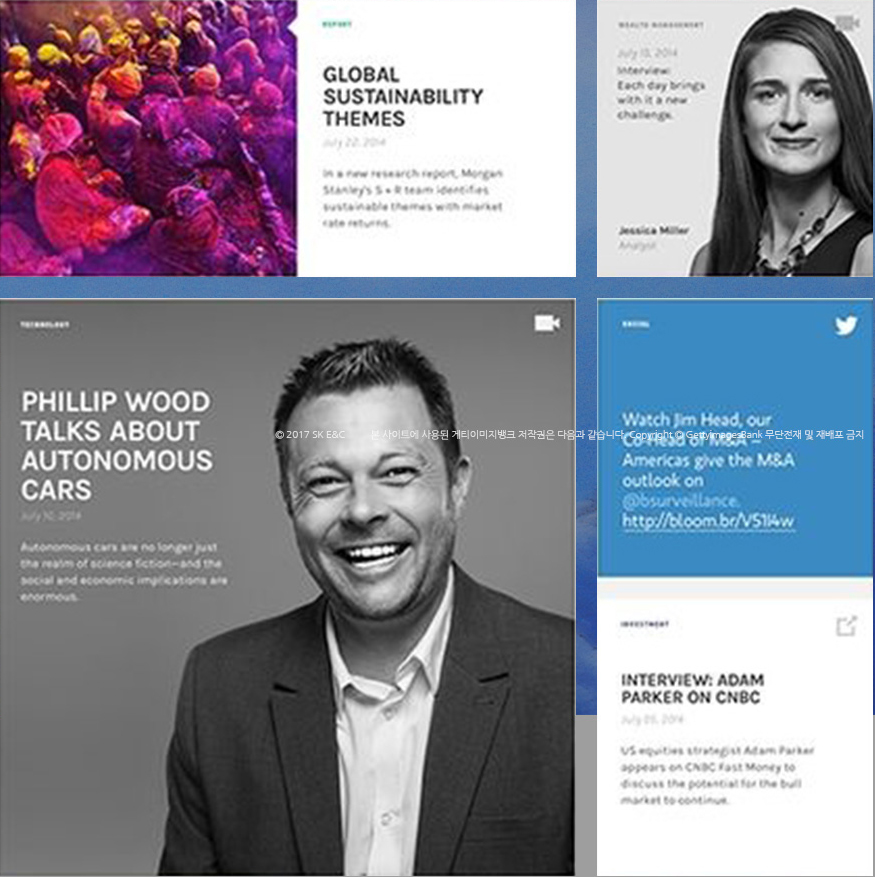 REPORT
GLOBAL
SUSTAINABILITY
THEMES
July 22, 2014
In a new research report, Morgan
Stanley's S + R team identifies
sustainable themes with market
rate returns.
WEALTH MANAGEMENT
July 15, 2014
Interview:
Each day brings
with it a new
challenge.
Jessica Miller
Analyst
TECHNOLOGY
PHILLIP WOOD
TALKS ABOUT
AUTONOMOUS
CARS
July 10, 2014
Autonomous cars are no longer just
the realm of science fiction—and the
social and economic implications are
enormous.
© 2017 SK E&C 본 사이트에 사용된 게티이미지뱅크 저작권은 다음과 같습니다. Copyright © GettyImagesBank 무단전재 및 재배포 금지
SOCIAL
Watch Jim Head, our
Co-Head of M&A –
Americas give the M&A
outlook on
@bsurveillance.
http://bloom.br/V51I4w
INVESTMENT
INTERVIEW: ADAM
PARKER ON CNBC
July 05, 2014
US equities strategist Adam Parker
appears on CNBC Fast Money to
discuss the potential for the bull
market to continue.